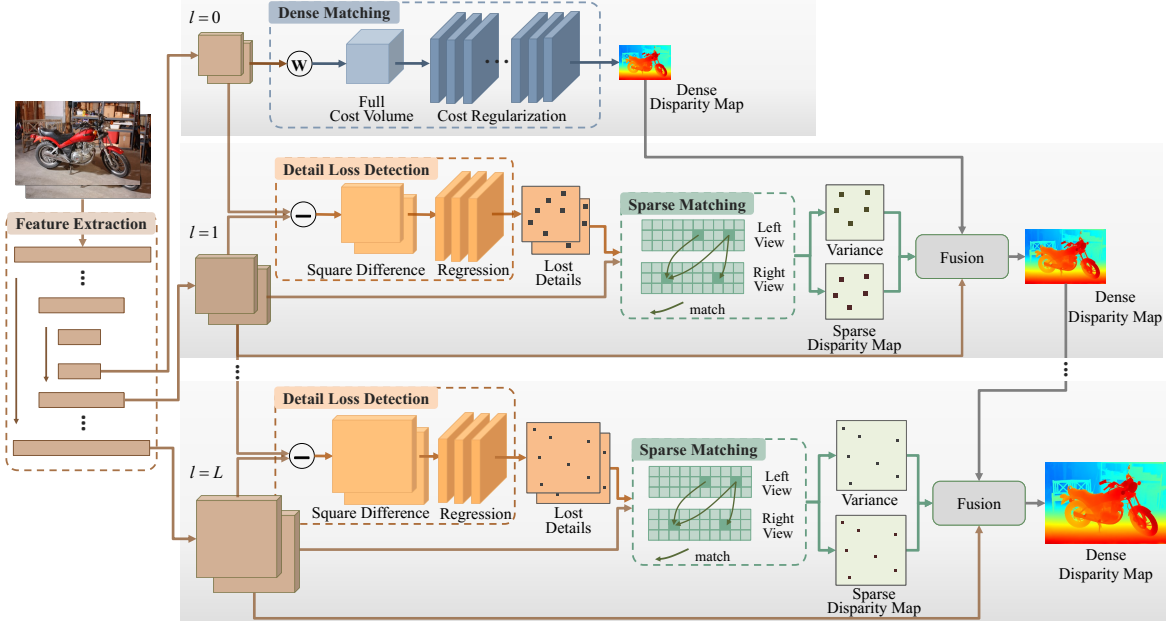 l = 0
Dense Matching
W
Full
Cost Volume
Cost Regularization
Dense
Disparity Map
Feature Extraction
l = 1
Detail Loss Detection
Square Difference
Regression
Lost
Details
Sparse Matching
Left
View
Right
View
match
Variance
Sparse
Disparity Map
Fusion
Dense
Disparity Map
l = L
Detail Loss Detection
Square Difference
Regression
Lost
Details
Sparse Matching
Left
View
Right
View
match
Variance
Sparse
Disparity Map
Fusion
Dense
Disparity Map